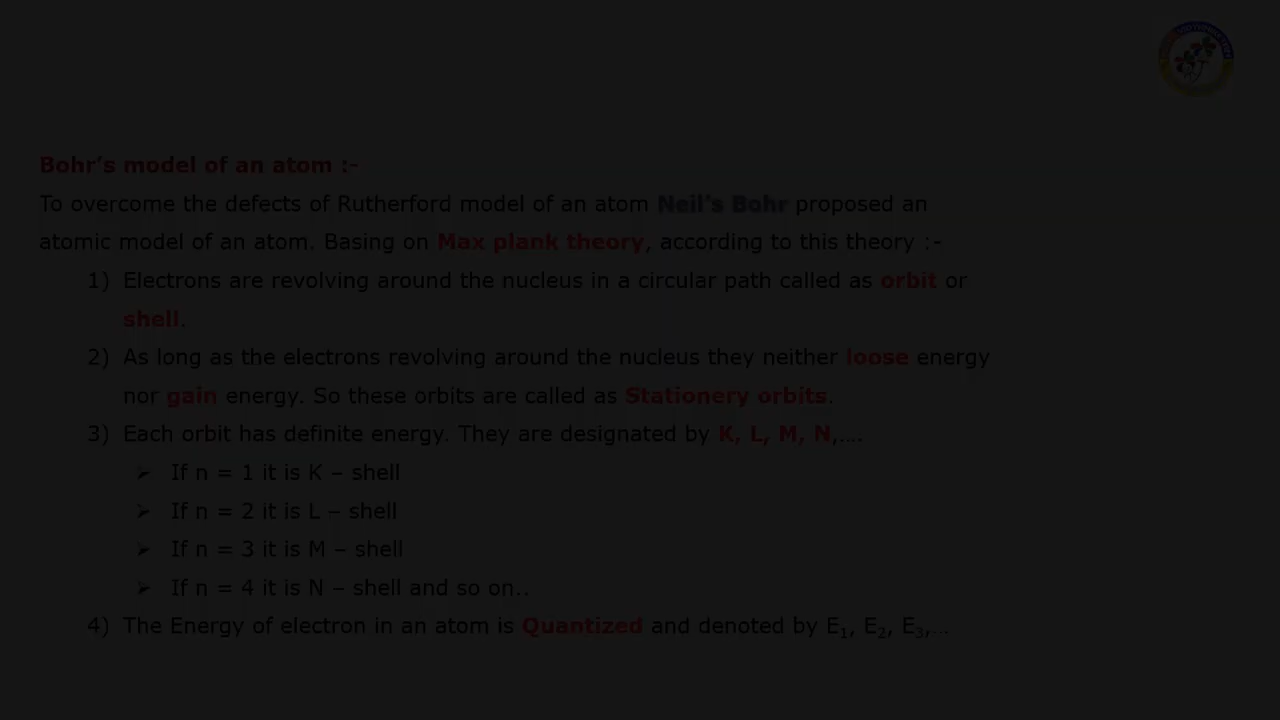 Bohr’s model of an atom :-
To overcome the defects of Rutherford model of an atom Neil’s Bohr proposed an
atomic model of an atom. Basing on Max plank theory, according to this theory :-
1) Electrons are revolving around the nucleus in a circular path called as orbit or
shell.
2) As long as the electrons revolving around the nucleus they neither loose energy
nor gain energy. So these orbits are called as Stationery orbits.
3) Each orbit has definite energy. They are designated by K, L, M, N,….
➢ If n = 1 it is K – shell
➢ If n = 2 it is L – shell
➢ If n = 3 it is M – shell
➢ If n = 4 it is N – shell and so on..
4) The Energy of electron in an atom is Quantized and denoted by E₁, E₂, E₃,…